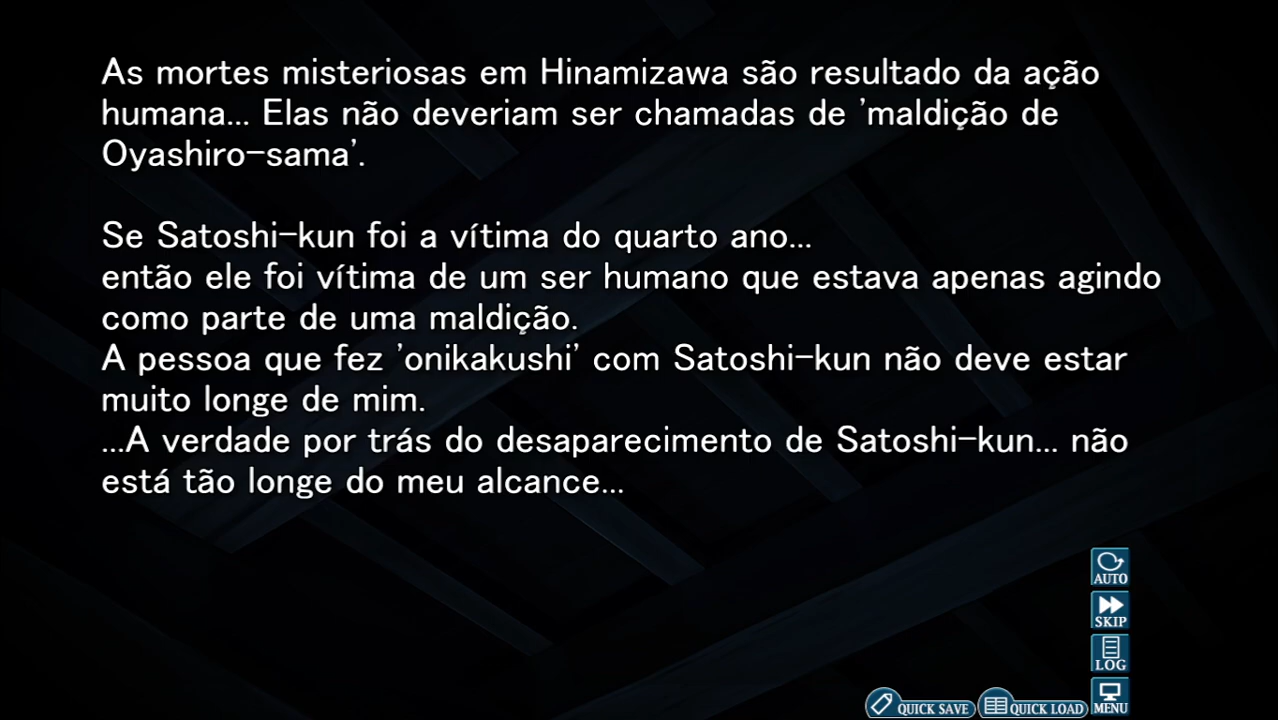 As mortes misteriosas em Hinamizawa são resultado da ação
humana... Elas não deveriam ser chamadas de 'maldição de
Oyashiro-sama'.
Se Satoshi-kun foi a vítima do quarto ano...
então ele foi vítima de um ser humano que estava apenas agindo
como parte de uma maldição.
A pessoa que fez 'onikakushi' com Satoshi-kun não deve estar
muito longe de mim.
...A verdade por trás do desaparecimento de Satoshi-kun... não
está tão longe do meu alcance...
AUTO
SKIP
LOG
QUICK SAVE QUICK LOAD MENU